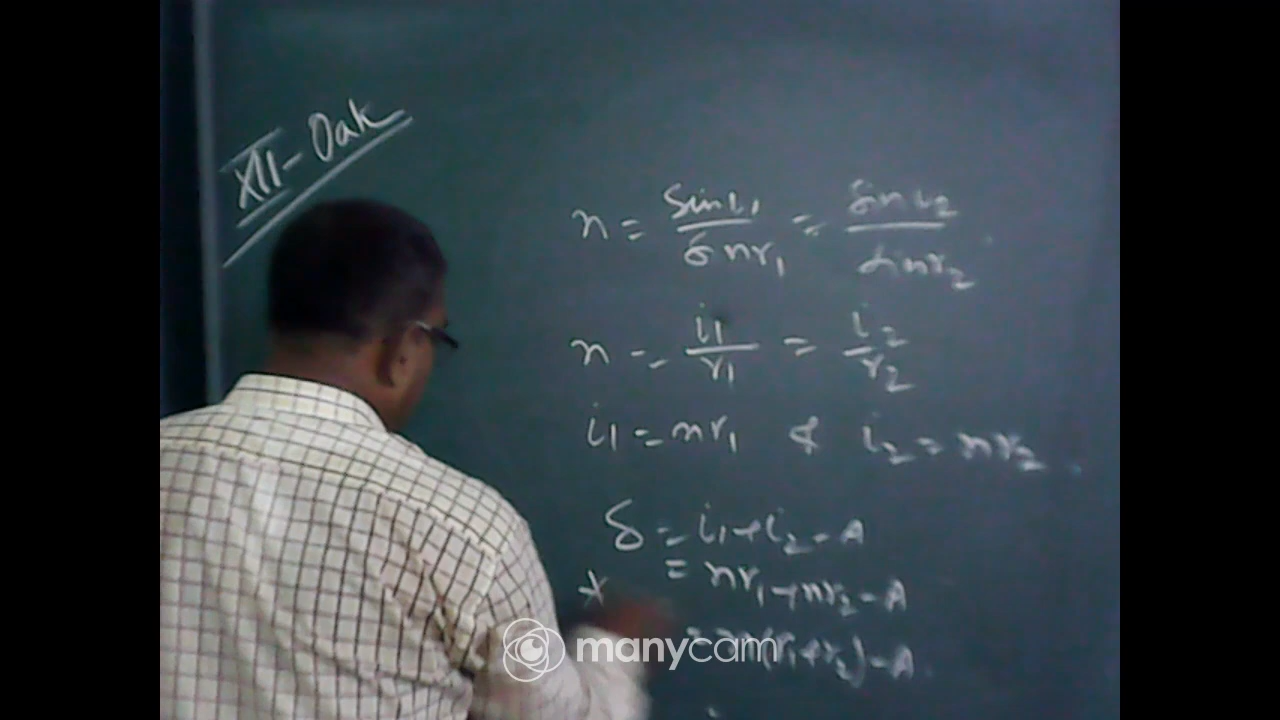 XII - Oak
n = sin i₁ / sin r₁ = sin i₂ / sin r₂
n = i₁ / r₁ = i₂ / r₂
i₁ = nr₁ & i₂ = nr₂
δ = i₁ + i₂ - A
= nr₁ + nr₂ - A
= n(r₁ + r₂) - A
manycam